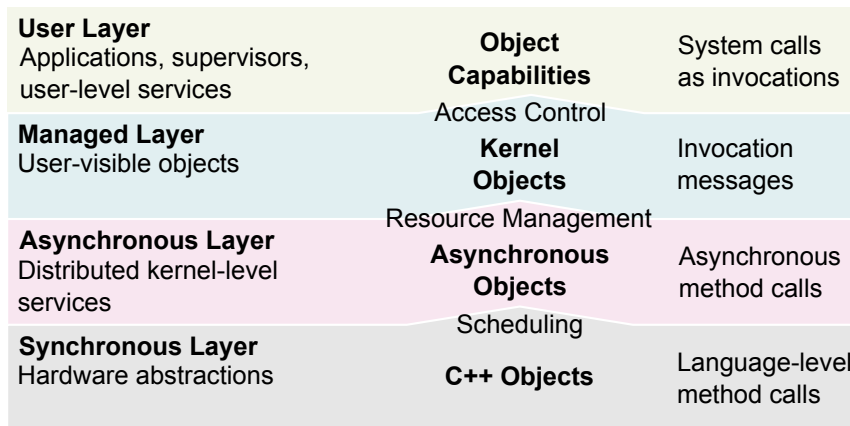 User Layer
Applications, supervisors,
user-level services
Object
Capabilities
System calls
as invocations
Access Control
Managed Layer
User-visible objects
Kernel
Objects
Invocation
messages
Resource Management
Asynchronous Layer
Distributed kernel-level
services
Asynchronous
Objects
Asynchronous
method calls
Scheduling
Synchronous Layer
Hardware abstractions
C++ Objects
Language-level
method calls